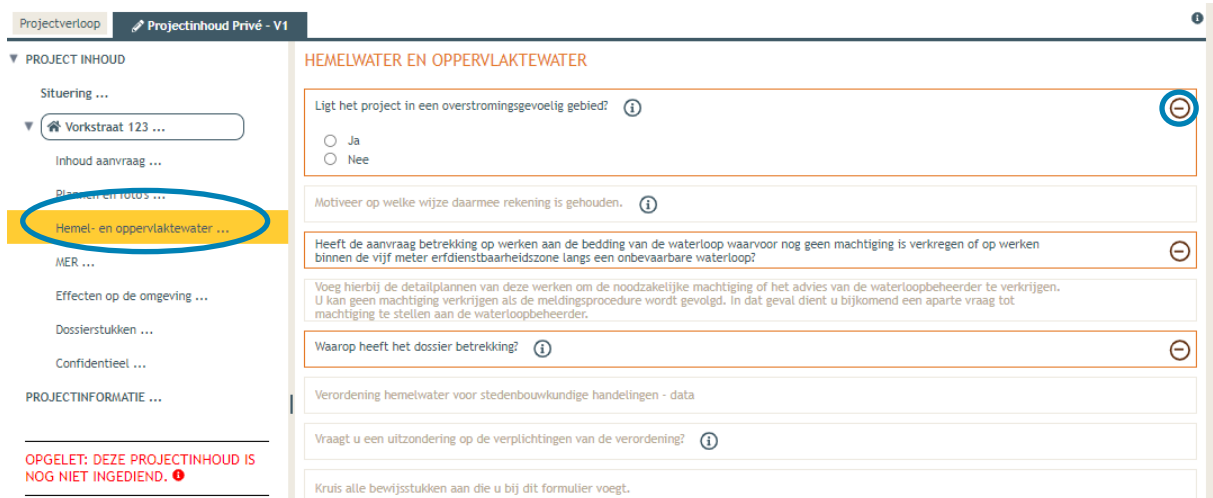 Projectverloop
Projectinhoud Privé - V1
PROJECT INHOUD
Situering ...
Vorkstraat 123 ...
Inhoud aanvraag ...
Plannen en foto's ...
Hemel- en oppervlaktewater ...
MER ...
Effecten op de omgeving ...
Dossierstukken ...
Confidentieel ...
PROJECTINFORMATIE ...
OPGELET: DEZE PROJECTINHOUD IS
NOG NIET INGEDIEND.
HEMELWATER EN OPPERVLAKTEWATER
Ligt het project in een overstromingsgevoelig gebied?
Ja
Nee
Motiveer op welke wijze daarmee rekening is gehouden.
Heeft de aanvraag betrekking op werken aan de bedding van de waterloop waarvoor nog geen machtiging is verkregen of op werken
binnen de vijf meter erfdienstbaarheidszone langs een onbevaarbare waterloop?
Voeg hierbij de detailplannen van deze werken om de noodzakelijke machtiging of het advies van de waterloopbeheerder te verkrijgen.
U kan geen machtiging verkrijgen als de meldingsprocedure wordt gevolgd. In dat geval dient u bijkomend een aparte vraag tot
machtiging te stellen aan de waterloopbeheerder.
Waarop heeft het dossier betrekking?
Verordening hemelwater voor stedenbouwkundige handelingen - data
Vraagt u een uitzondering op de verplichtingen van de verordening?
Kruis alle bewijsstukken aan die u bij dit formulier voegt.